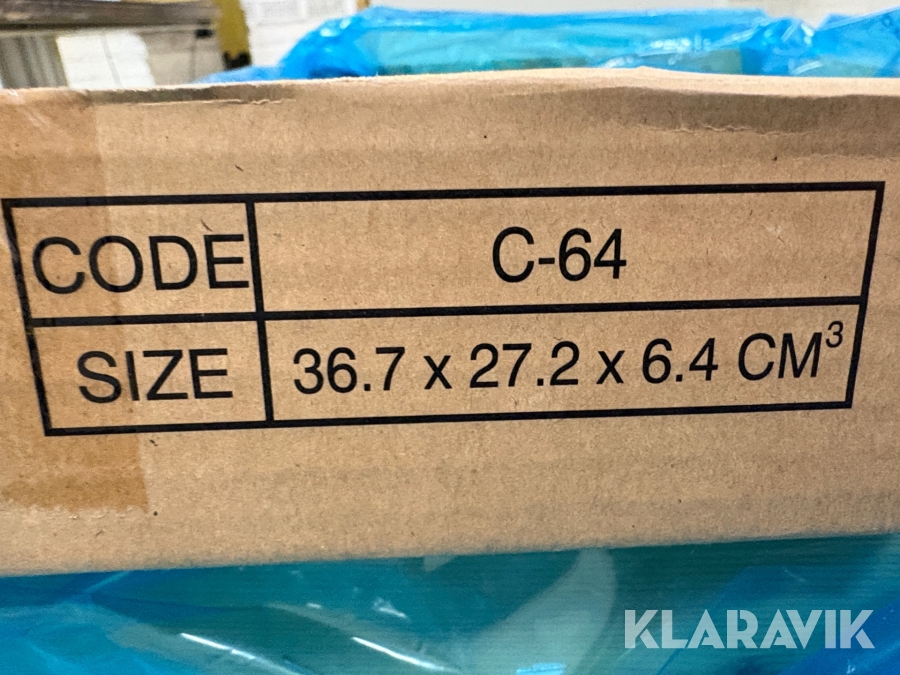 CODE C-64
SIZE 36.7 x 27.2 x 6.4 CM³
KLARAVIK